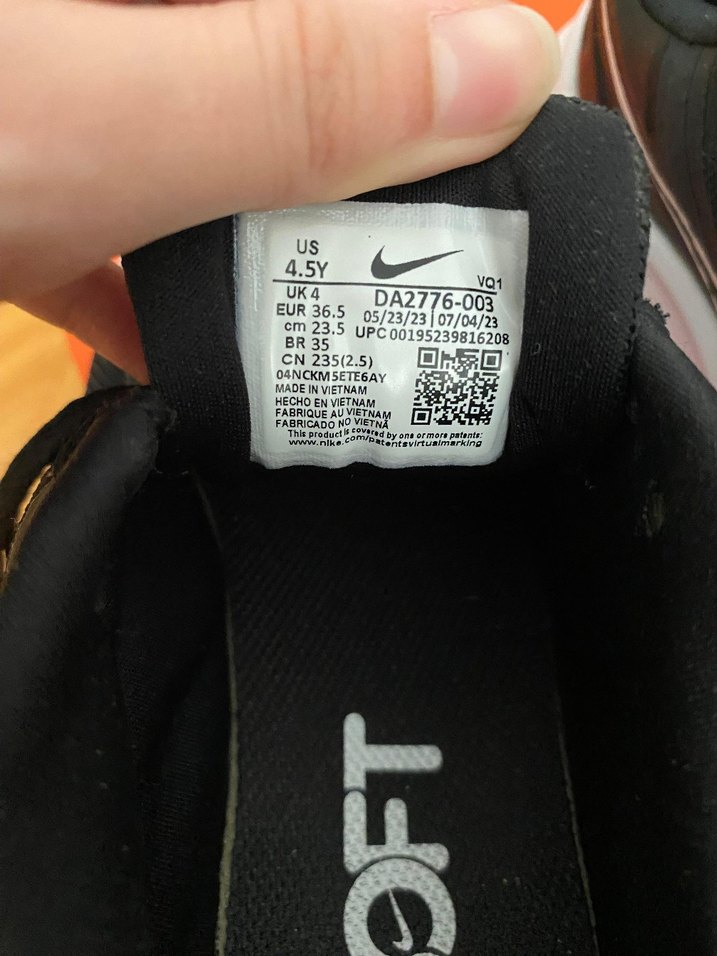 US
4.5Y
VQ1
UK 4
DA2776-003
EUR 36.5
05/23/23 | 07/04/23
cm 23.5
UPC 00195239816208
BR 35
CN 235(2.5)
04NCKM5ETE6AY
MADE IN VIETNAM
HECHO EN VIETNAM
FABRIQUE AU VIETNAM
FABRICADO NO VIETNÃ
This product is covered by one or more patents:
www.nike.com/patentsvirtualmarking
OFT